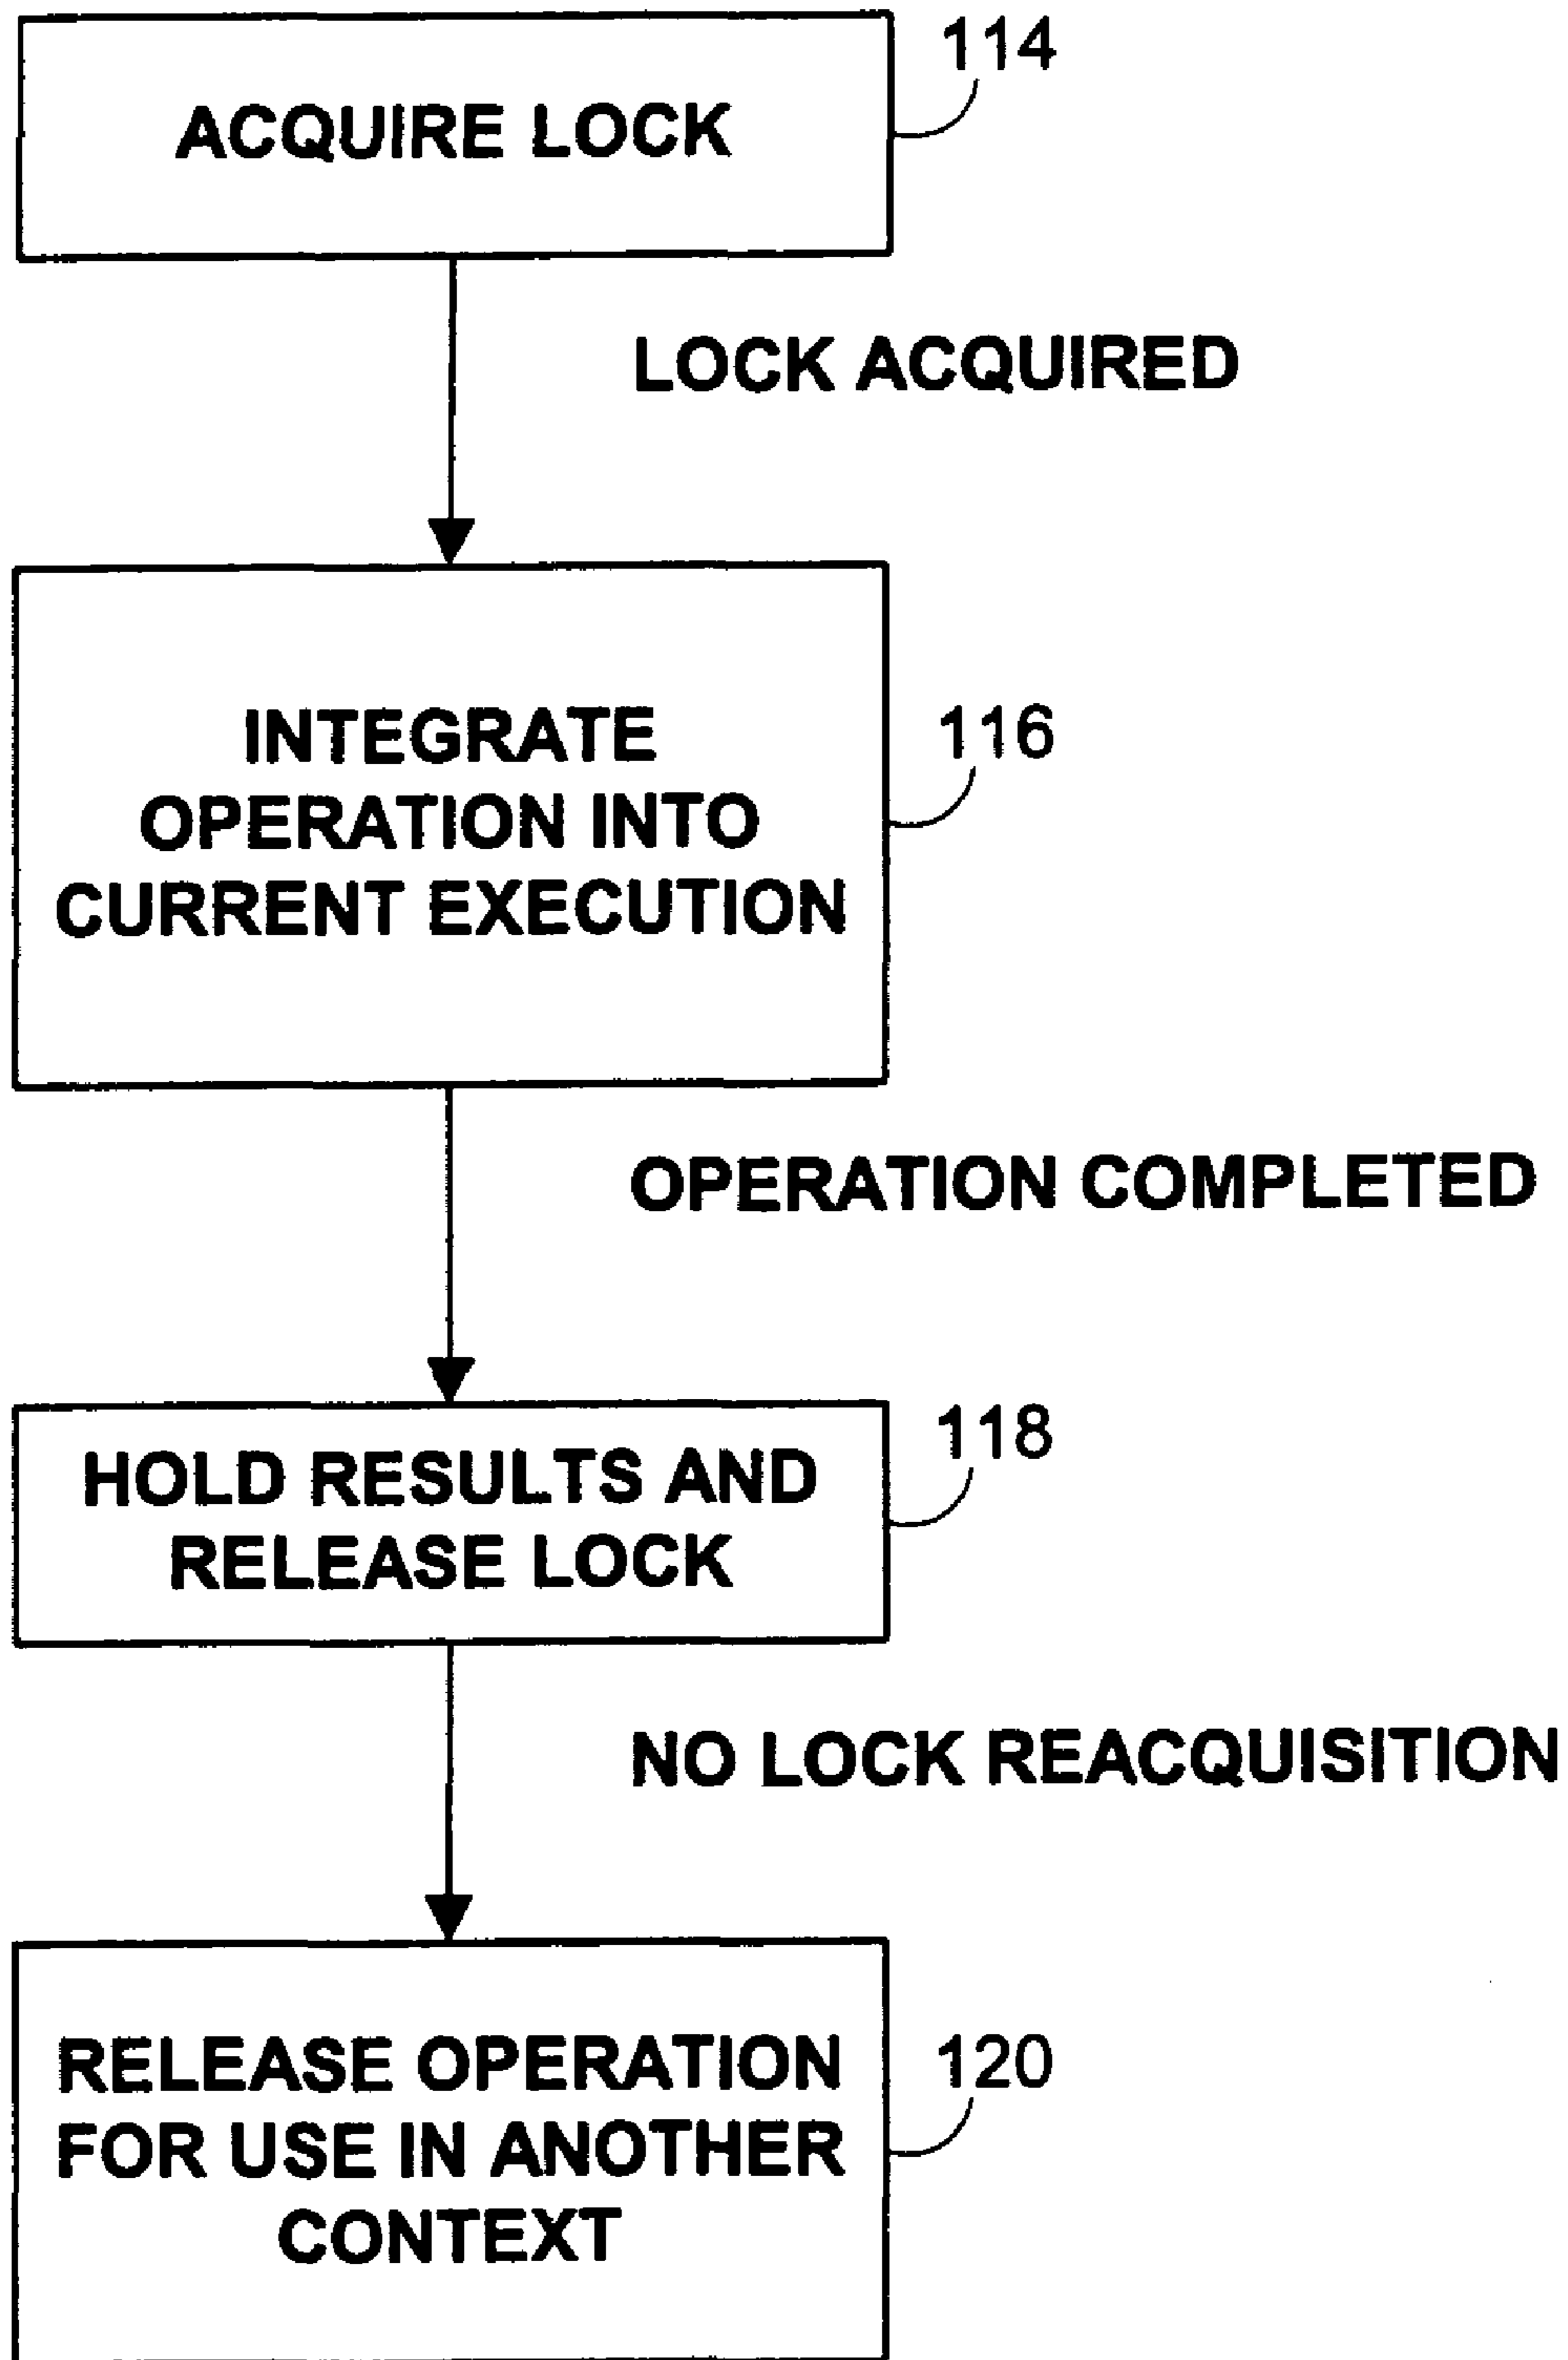 114
ACQUIRE LOCK
LOCK ACQUIRED
INTEGRATE
OPERATION INTO
CURRENT EXECUTION
116
OPERATION COMPLETED
HOLD RESULTS AND
RELEASE LOCK
118
NO LOCK REACQUISITION
RELEASE OPERATION
FOR USE IN ANOTHER
CONTEXT
120